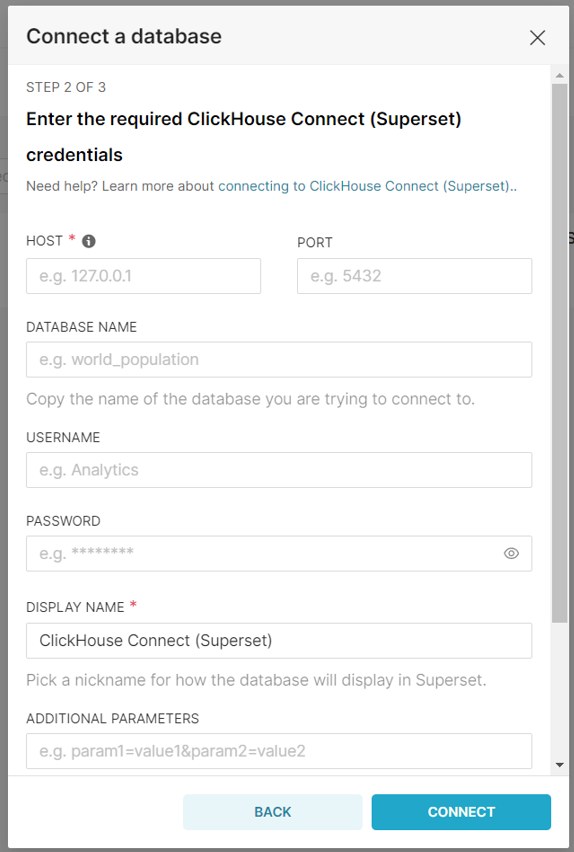 Connect a database
STEP 2 OF 3
Enter the required ClickHouse Connect (Superset)
credentials
Need help? Learn more about connecting to ClickHouse Connect (Superset)..
HOST *
PORT
e.g. 127.0.0.1
e.g. 5432
DATABASE NAME
e.g. world_population
Copy the name of the database you are trying to connect to.
USERNAME
e.g. Analytics
PASSWORD
e.g. ********
DISPLAY NAME *
ClickHouse Connect (Superset)
Pick a nickname for how the database will display in Superset.
ADDITIONAL PARAMETERS
e.g. param1=value1&param2=value2
BACK
CONNECT